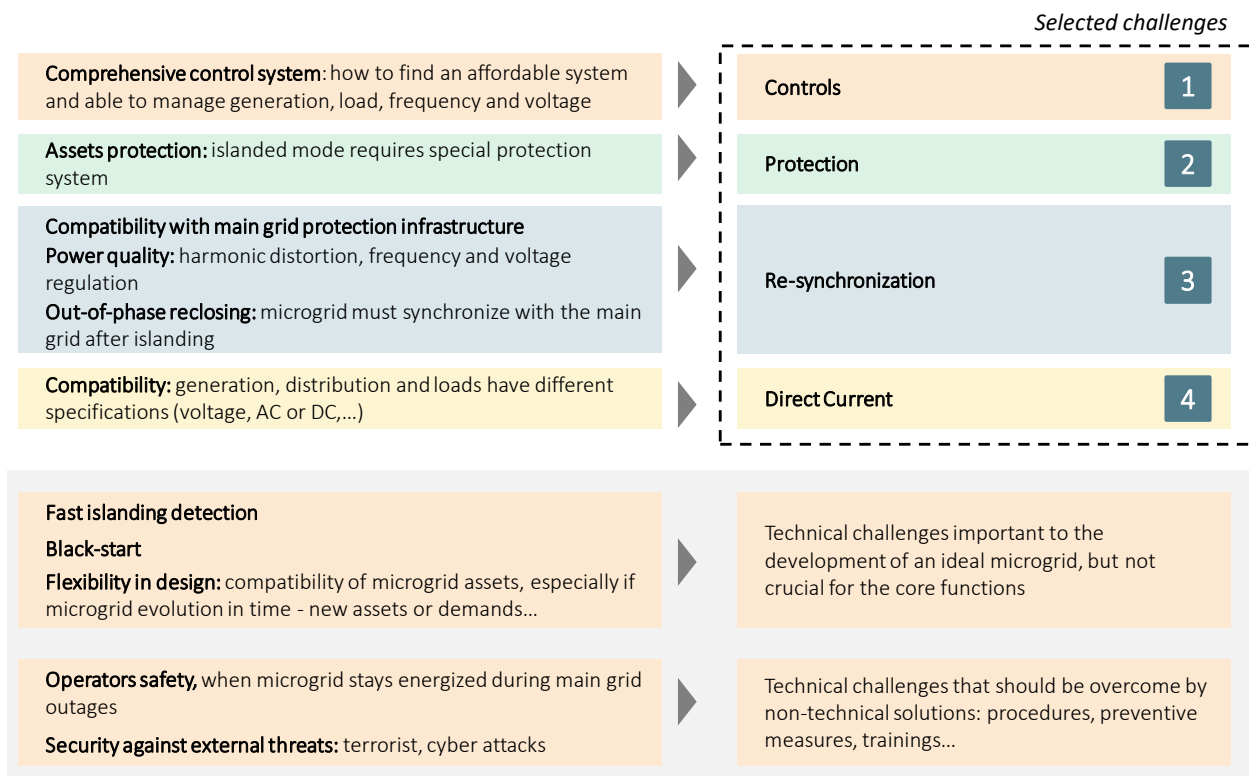 Selected challenges
Comprehensive control system: how to find an affordable system
and able to manage generation, load, frequency and voltage
Controls
1
Assets protection: islanded mode requires special protection
system
Protection
2
Compatibility with main grid protection infrastructure
Power quality: harmonic distortion, frequency and voltage
regulation
Out-of-phase reclosing: microgrid must synchronize with the main
grid after islanding
Re-synchronization
3
Compatibility: generation, distribution and loads have different
specifications (voltage, AC or DC,...)
Direct Current
4
Fast islanding detection
Black-start
Flexibility in design: compatibility of microgrid assets, especially if
microgrid evolution in time - new assets or demands...
Technical challenges important to the
development of an ideal microgrid, but not
crucial for the core functions
Operators safety, when microgrid stays energized during main grid
outages
Security against external threats: terrorist, cyber attacks
Technical challenges that should be overcome by
non-technical solutions: procedures, preventive
measures, trainings...